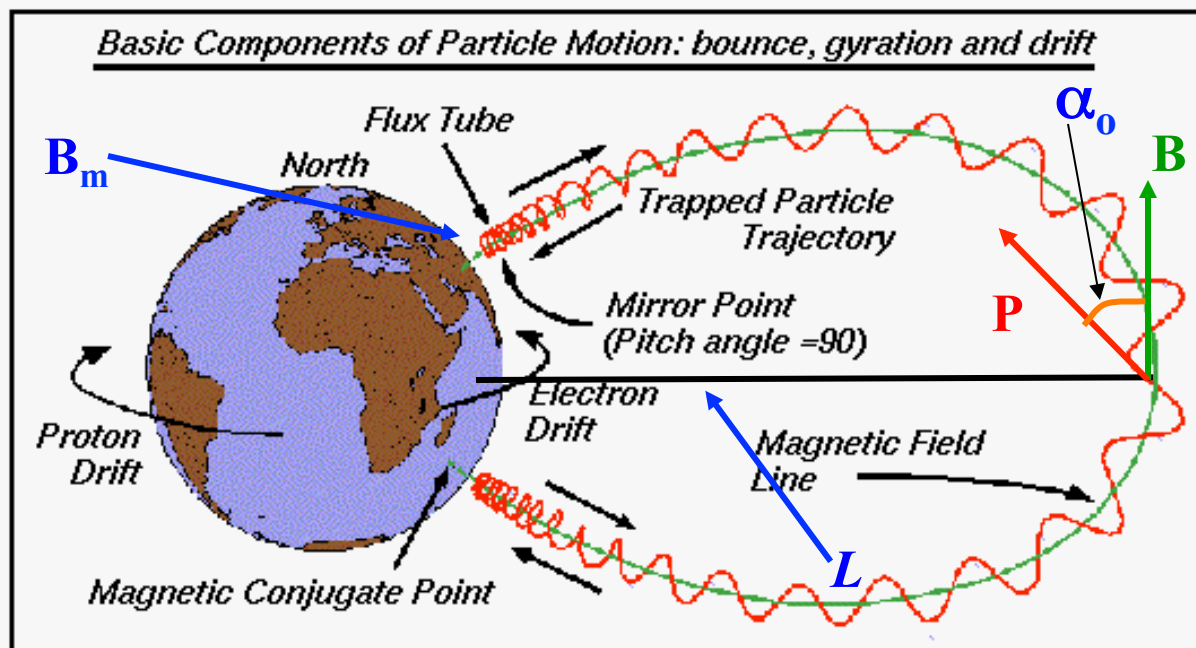 Basic Components of Particle Motion: bounce, gyration and drift
Flux Tube
α₀
B
Bₘ
North
Trapped Particle
Trajectory
Mirror Point
(Pitch angle =90)
P
Electron
Drift
Proton
Drift
Magnetic Field
Line
L
Magnetic Conjugate Point